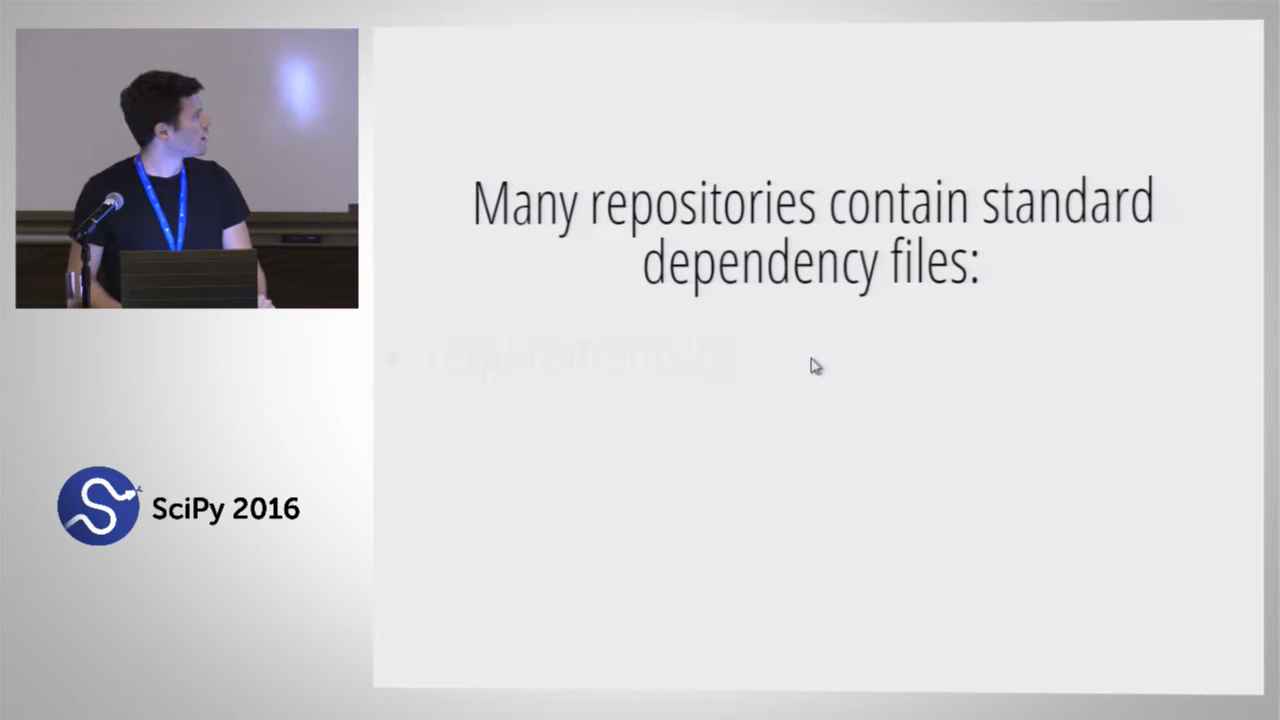 Many repositories contain standard
dependency files:
SciPy 2016